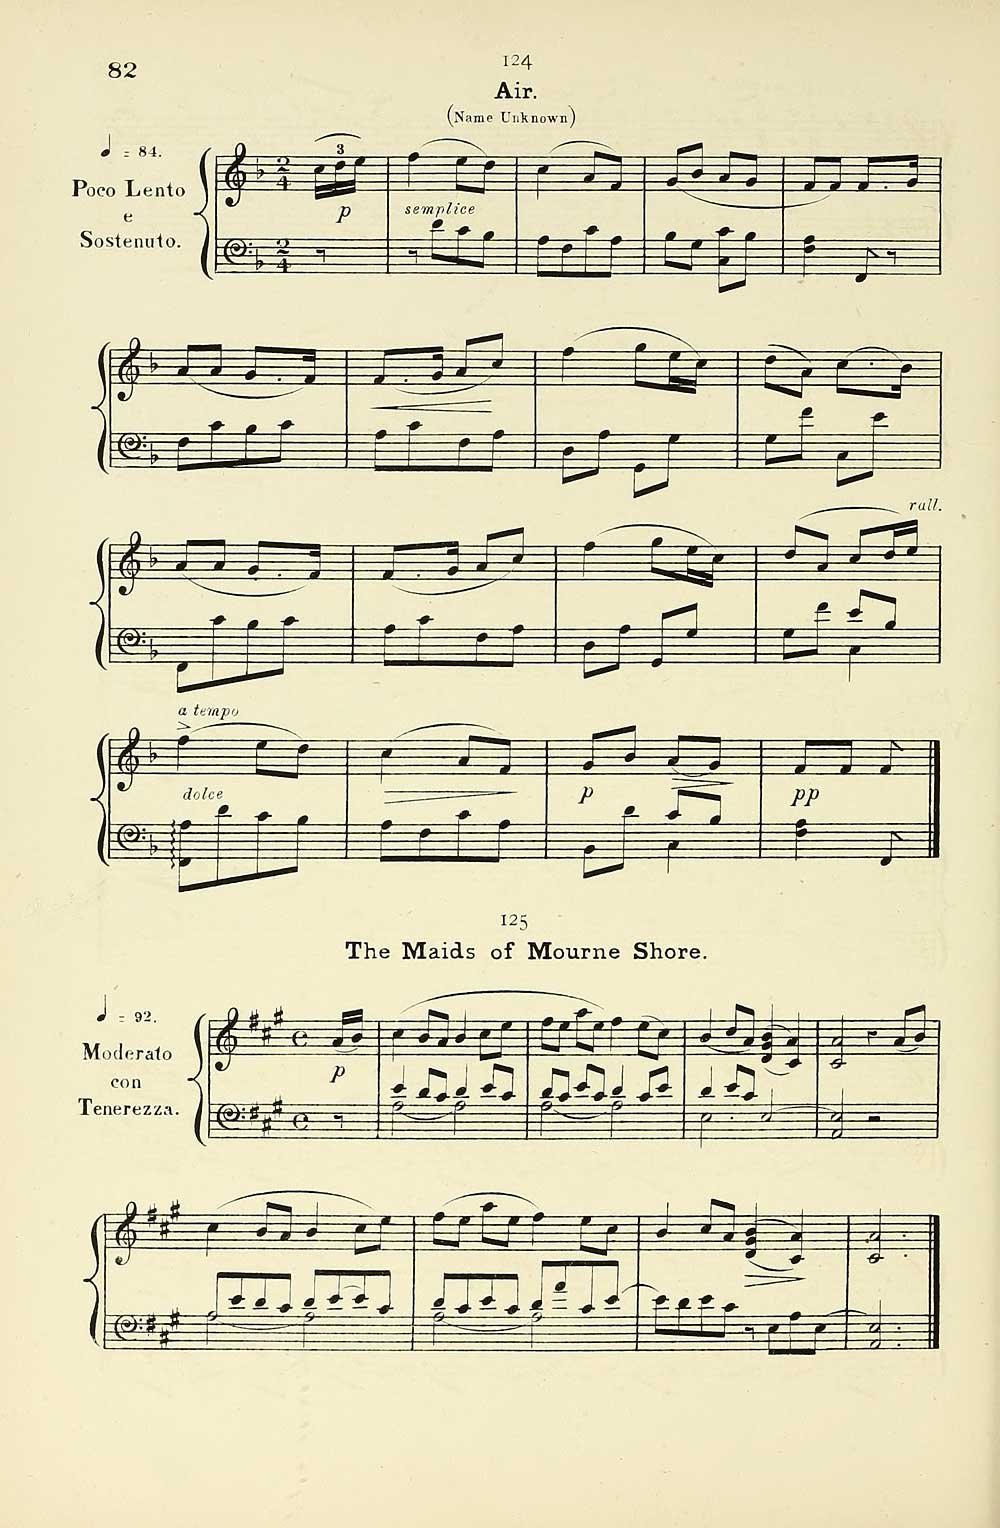 82
124
Air.
(Name Unknown)
♩ = 84.
Poco Lento
e
Sostenuto.
3
p
semplice
rall.
a tempo
dolce
p
pp
125
The Maids of Mourne Shore.
♩ = 92.
Moderato
con
Tenerezza.
p